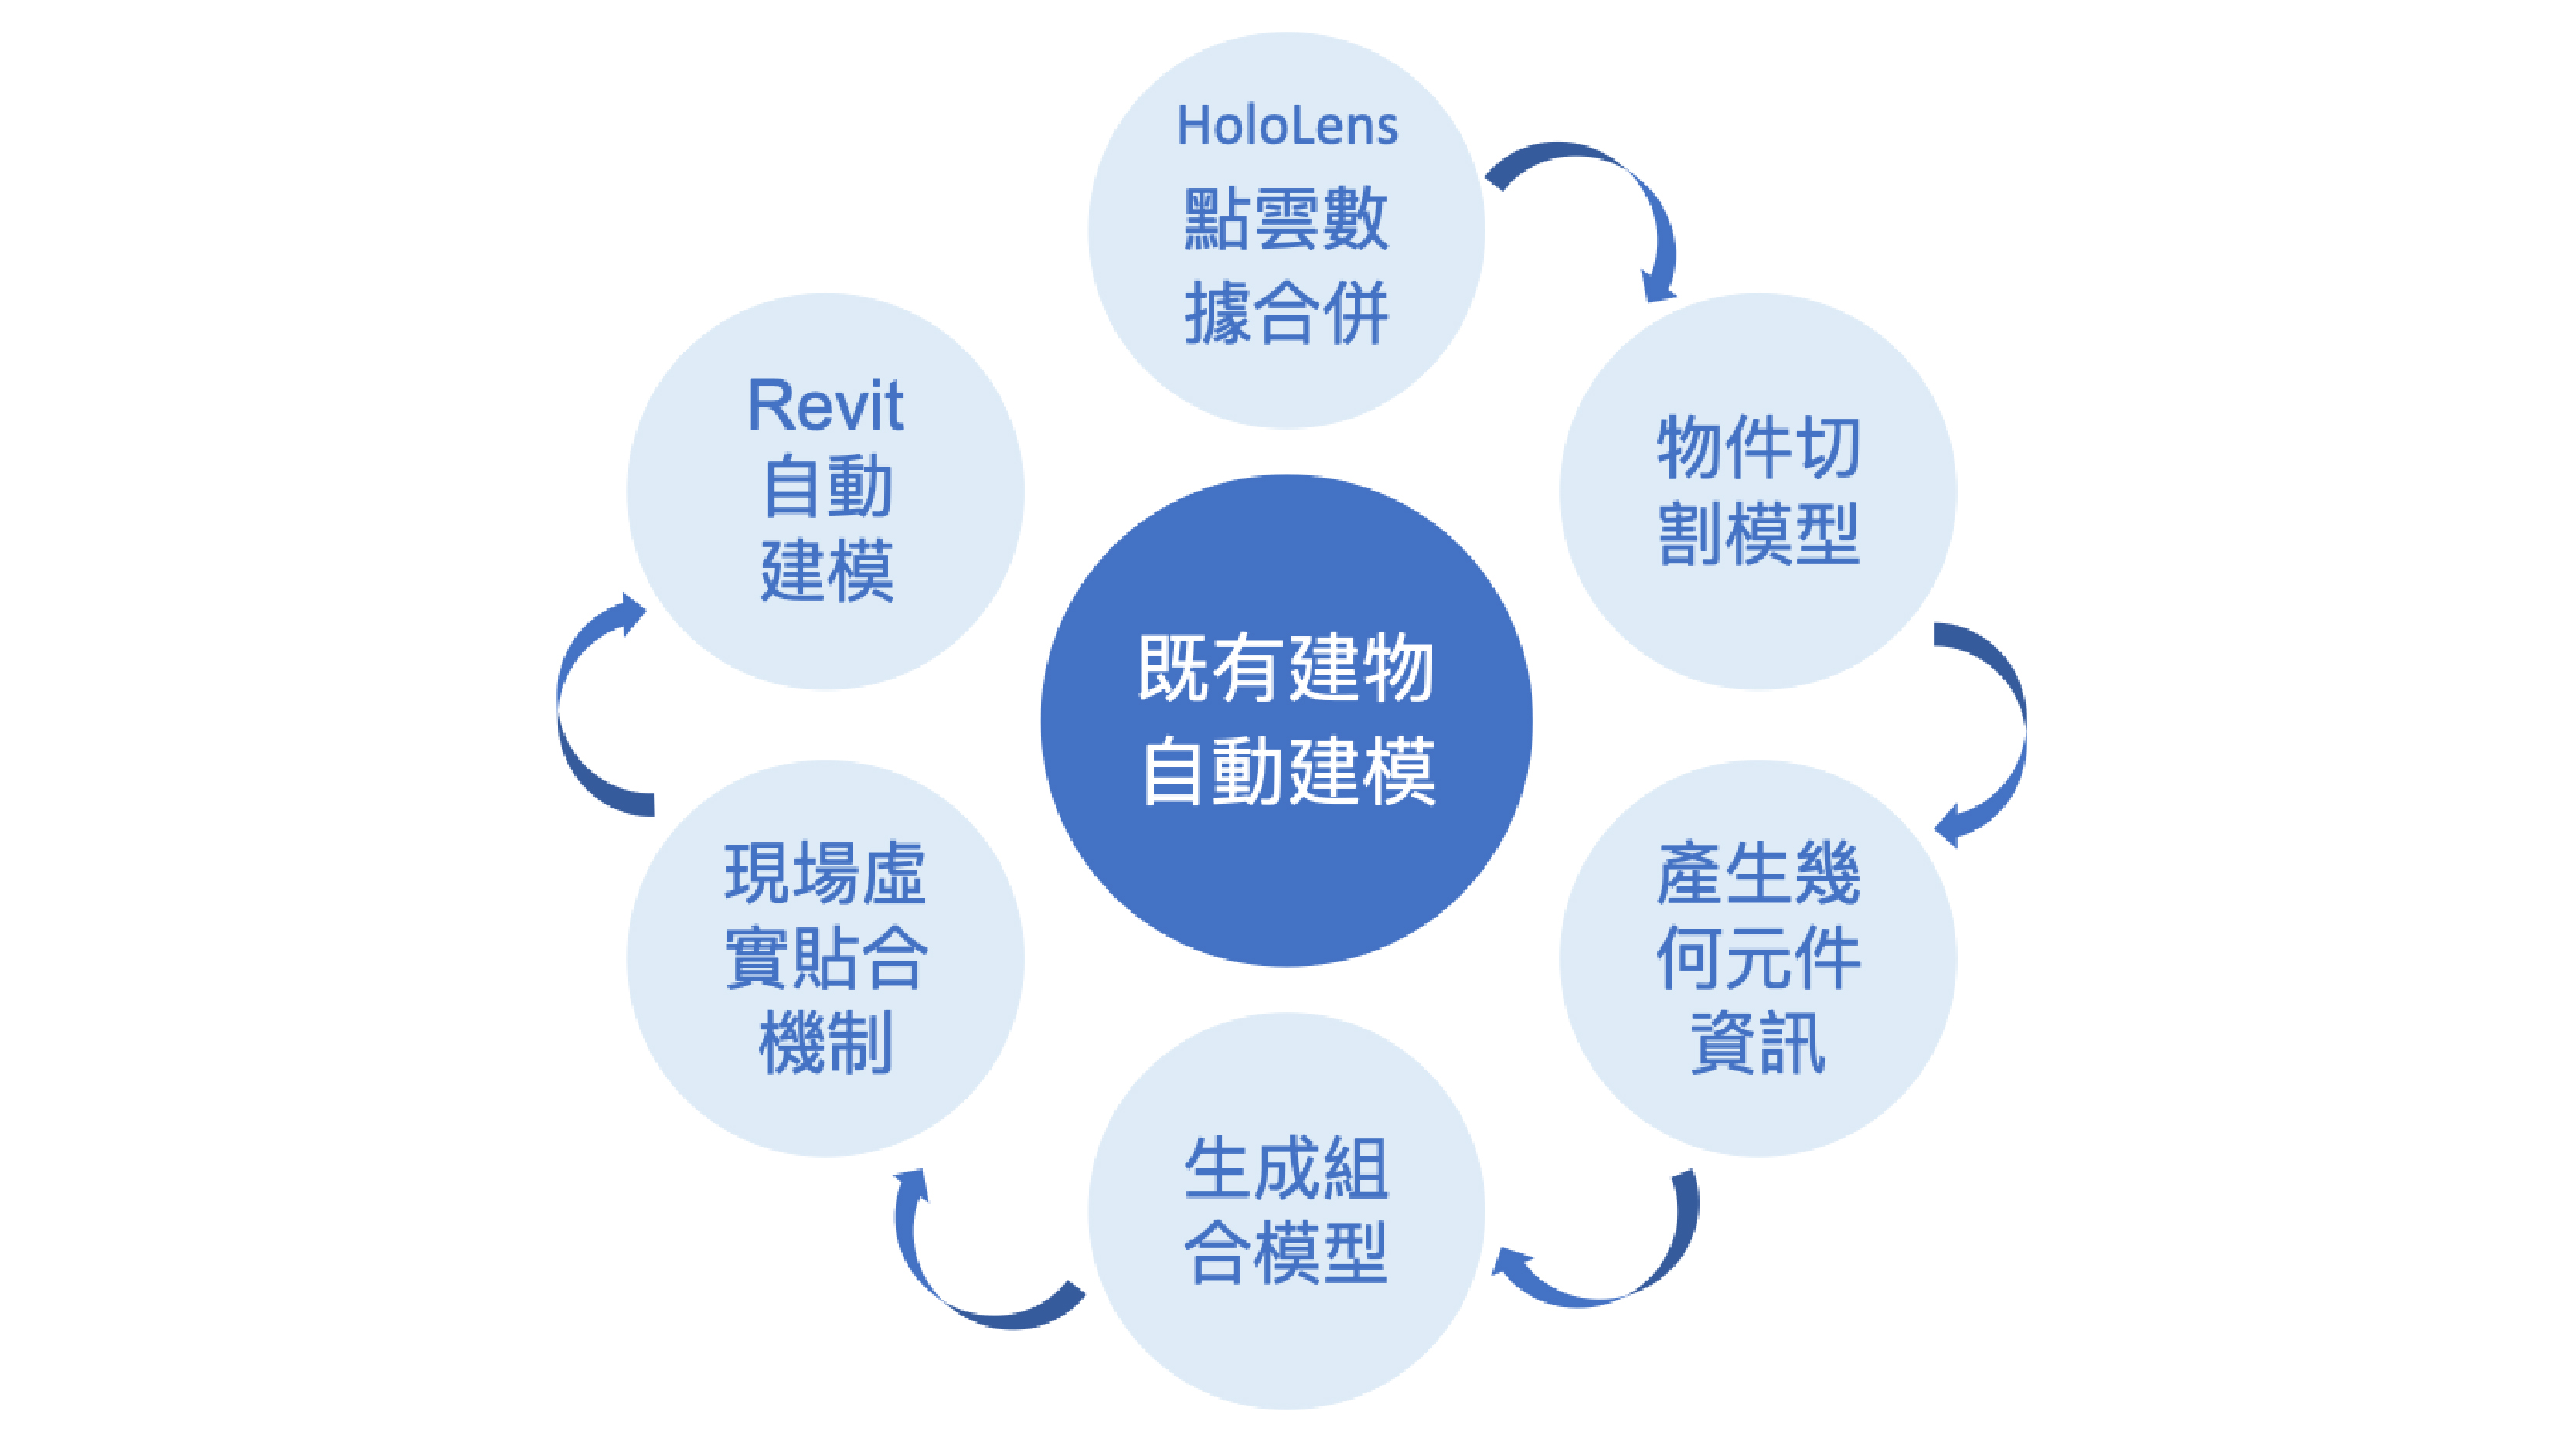 HoloLens
點雲數
據合併
物件切
割模型
產生幾
何元件
資訊
生成組
合模型
現場虛
實貼合
機制
Revit
自動
建模
既有建物
自動建模